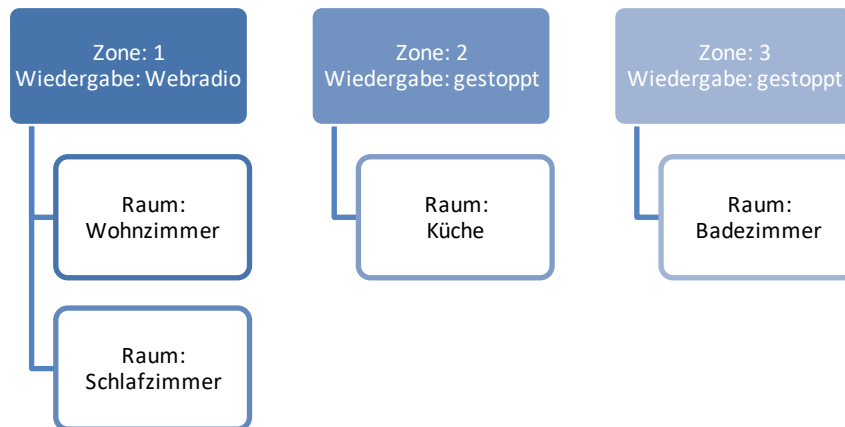 Zone: 1
Wiedergabe: Webradio
Raum:
Wohnzimmer
Raum:
Schlafzimmer
Zone: 2
Wiedergabe: gestoppt
Raum:
Küche
Zone: 3
Wiedergabe: gestoppt
Raum:
Badezimmer